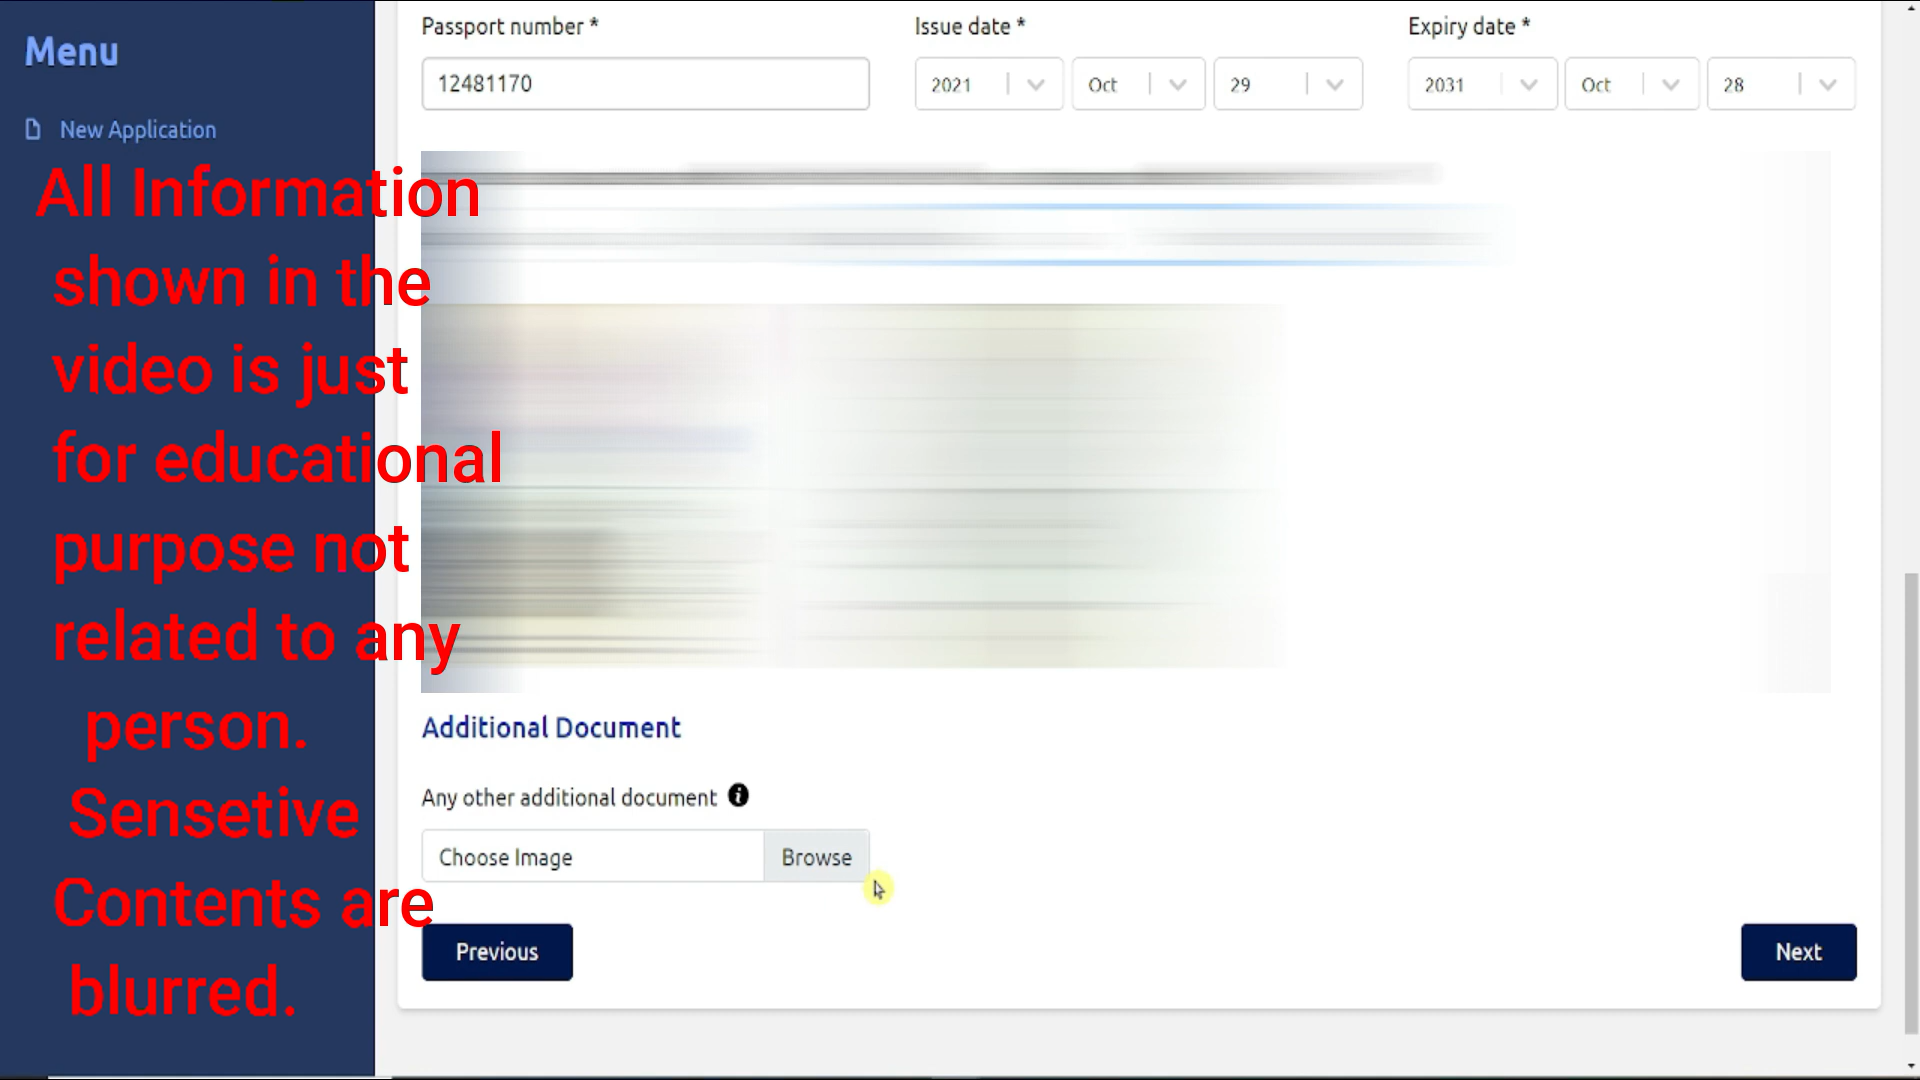 Menu
New Application
All Information
shown in the
video is just
for educational
purpose not
related to any
person.
Sensetive
Contents are
blurred.
Passport number * Issue date * Expiry date *
12481170 2021 Oct 29 2031 Oct 28
Additional Document
Any other additional document
Choose Image Browse
Previous Next